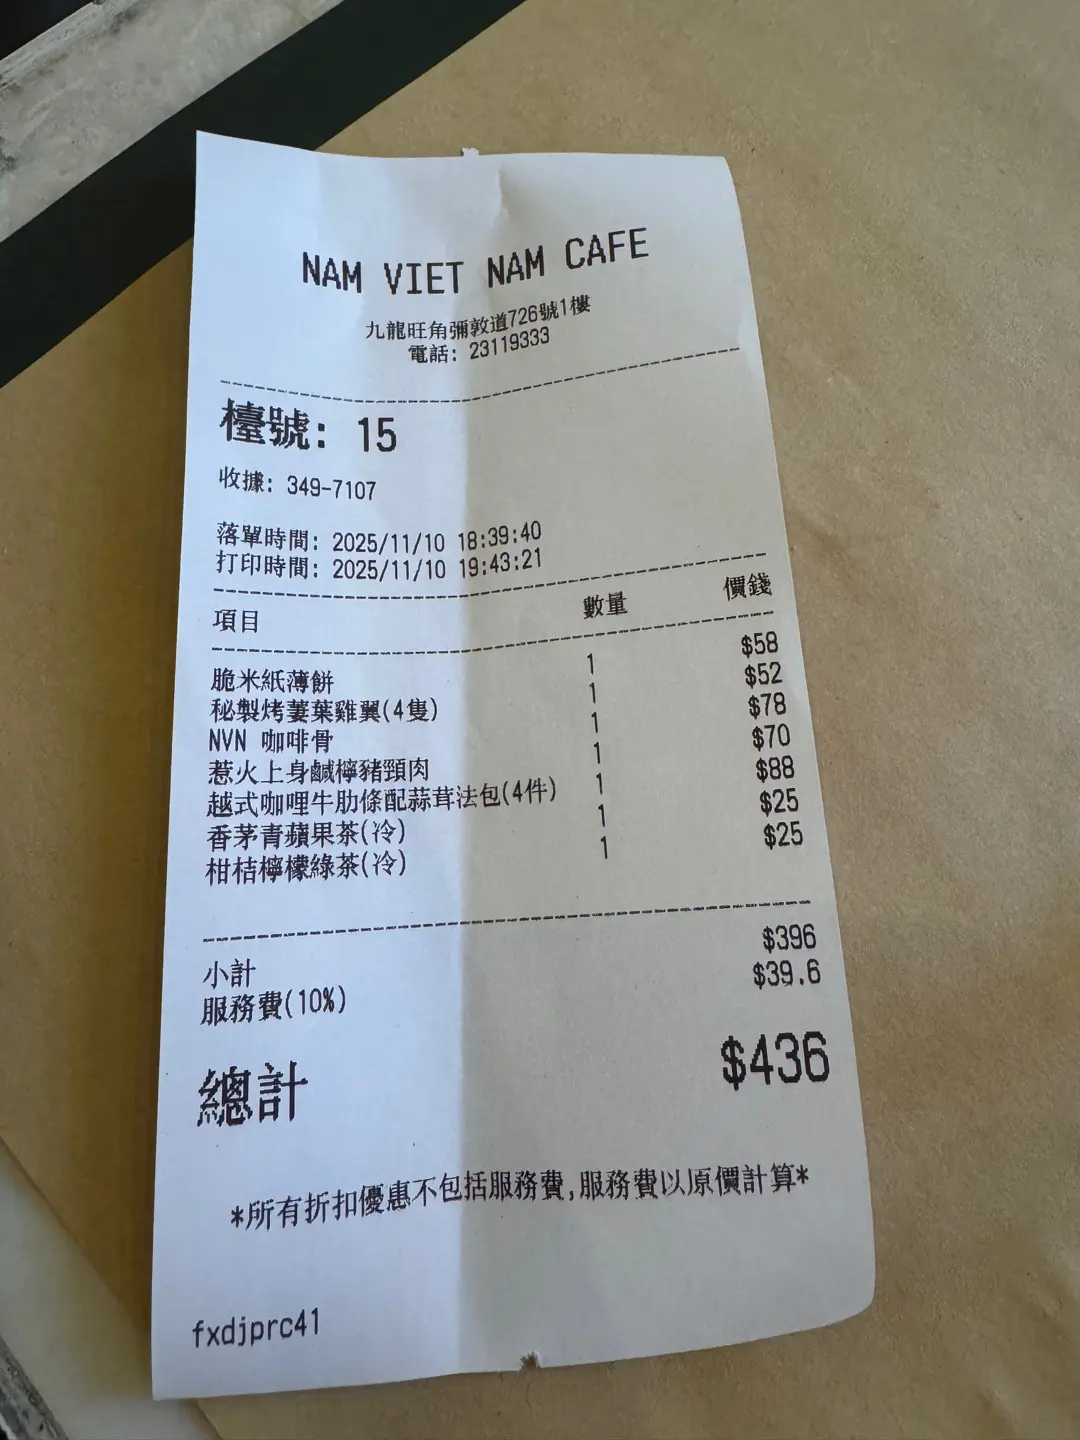 NAM VIET NAM CAFE
九龍旺角彌敦道726號1樓
電話: 23119333
檯號: 15
收據: 349-7107
落單時間: 2025/11/10 18:39:40
打印時間: 2025/11/10 19:43:21
項目 數量 價錢
脆米紙薄餅 1 $58
秘製烤蔞葉雞翼(4隻) 1 $52
NVN 咖啡骨 1 $78
惹火上身鹹檸豬頸肉 1 $70
越式咖喱牛肋條配蒜茸法包(4件) 1 $88
香茅青蘋果茶(冷) 1 $25
柑桔檸檬綠茶(冷) 1 $25
小計 $396
服務費(10%) $39.6
總計 $436
*所有折扣優惠不包括服務費,服務費以原價計算*
fxdjprc41